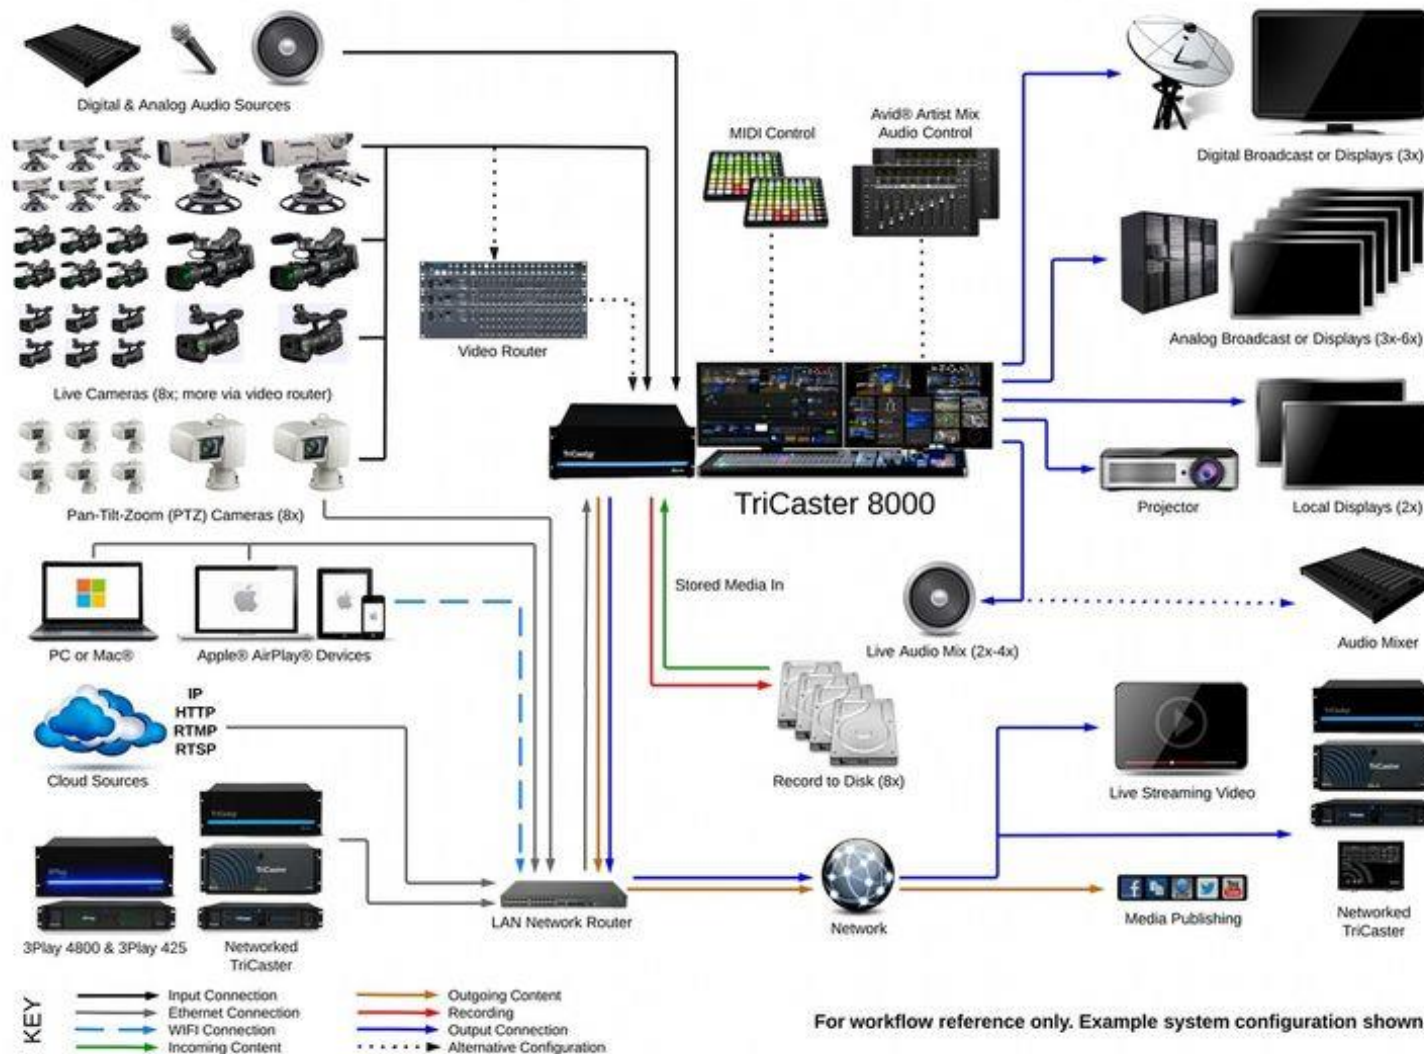 Digital & Analog Audio Sources
MIDI Control
Avid® Artist Mix
Audio Control
Digital Broadcast or Displays (3x)
Video Router
Analog Broadcast or Displays (3x-6x)
Live Cameras (8x; more via video router)
TriCaster
TriCaster 8000
Pan-Tilt-Zoom (PTZ) Cameras (8x)
Projector
Local Displays (2x)
Stored Media In
PC or Mac®
Apple® AirPlay® Devices
Live Audio Mix (2x-4x)
Audio Mixer
IP
HTTP
RTMP
RTSP
Cloud Sources
Record to Disk (8x)
Live Streaming Video
TriCaster
TriCaster
LAN Network Router
Network
Media Publishing
Networked
TriCaster
3Play 4800 & 3Play 425
Networked
TriCaster
KEY
Input Connection
Ethernet Connection
WIFI Connection
Incoming Content
Outgoing Content
Recording
Output Connection
Alternative Configuration
For workflow reference only. Example system configuration shown